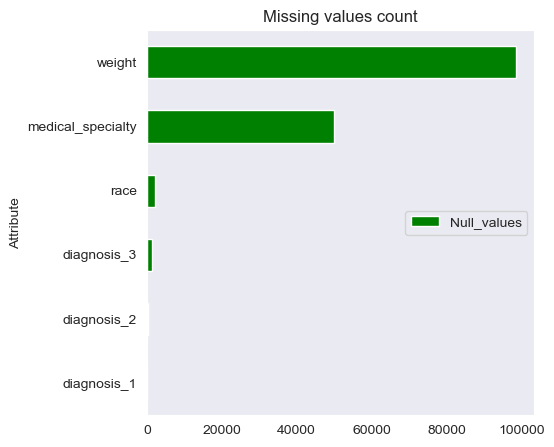 Missing values count
weight
medical_specialty
race
diagnosis_3
diagnosis_2
diagnosis_1
Attribute
Null_values
0 20000 40000 60000 80000 100000